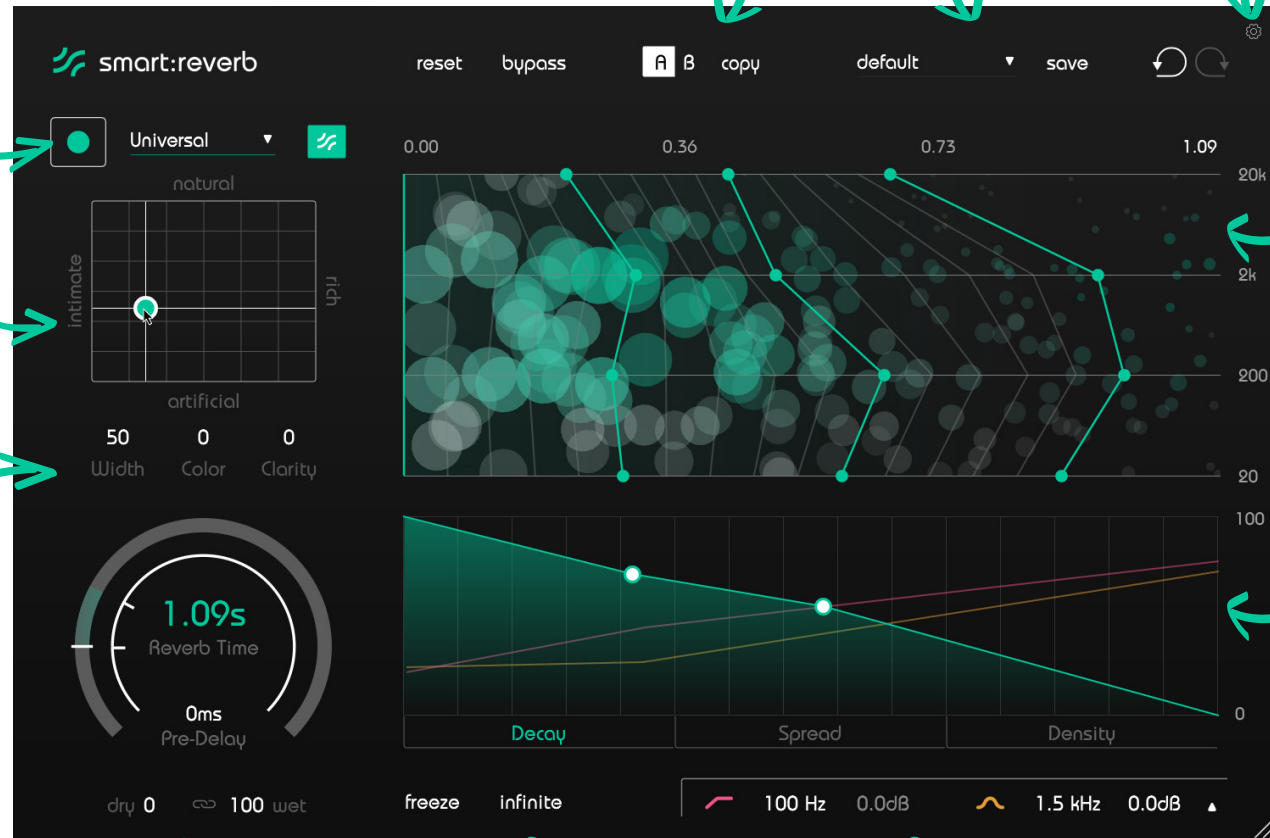 smart:reverb reset bypass A B copy default save
Universal
0.00 0.36 0.73 1.09
natural
20k
intimate
rich
2k
200
artificial
50 0 0
Width Color Clarity
20
100
1.09s
Reverb Time
0ms
Pre-Delay
0
Decay Spread Density
dry 0 100 wet freeze infinite 100 Hz 0.0dB 1.5 kHz 0.0dB